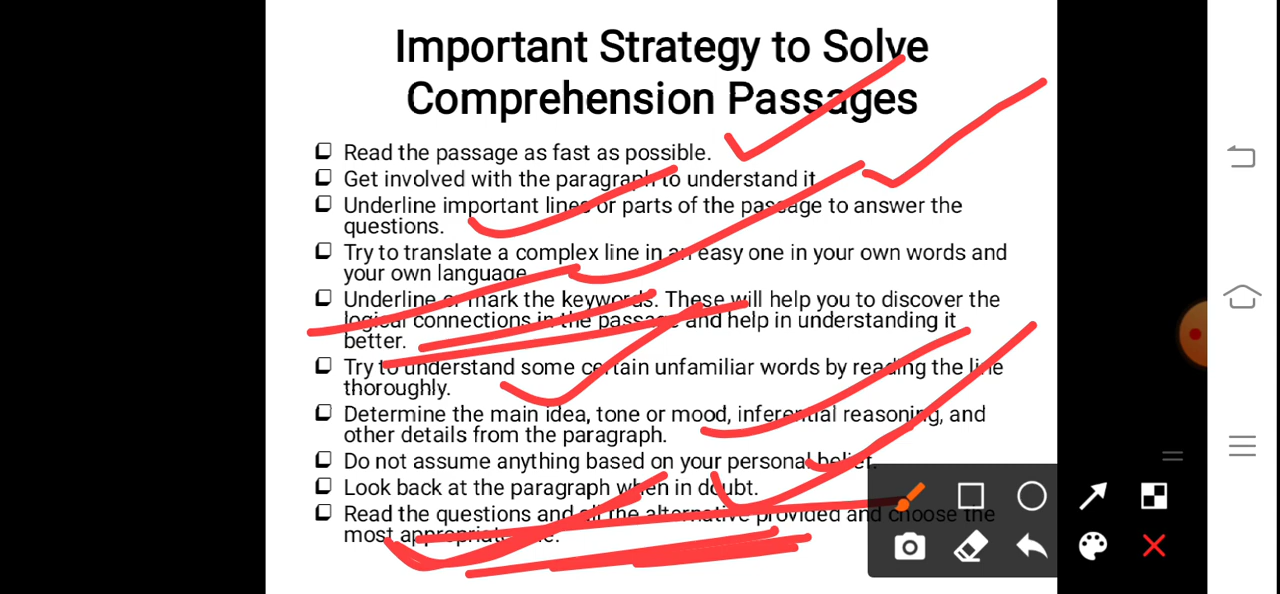 Important Strategy to Solve
Comprehension Passages
Read the passage as fast as possible.
Get involved with the paragraph to understand it
Underline important lines or parts of the passage to answer the
questions.
Try to translate a complex line in an easy one in your own words and
your own language
Underline or mark the keywords. These will help you to discover the
logical connections in the passage and help in understanding it
better.
Try to understand some certain unfamiliar words by reading the line
thoroughly.
Determine the main idea, tone or mood, inferential reasoning, and
other details from the paragraph.
Do not assume anything based on your personal belief.
Look back at the paragraph when in doubt.
Read the questions and all the alternative provided and choose the
most appropriate one.